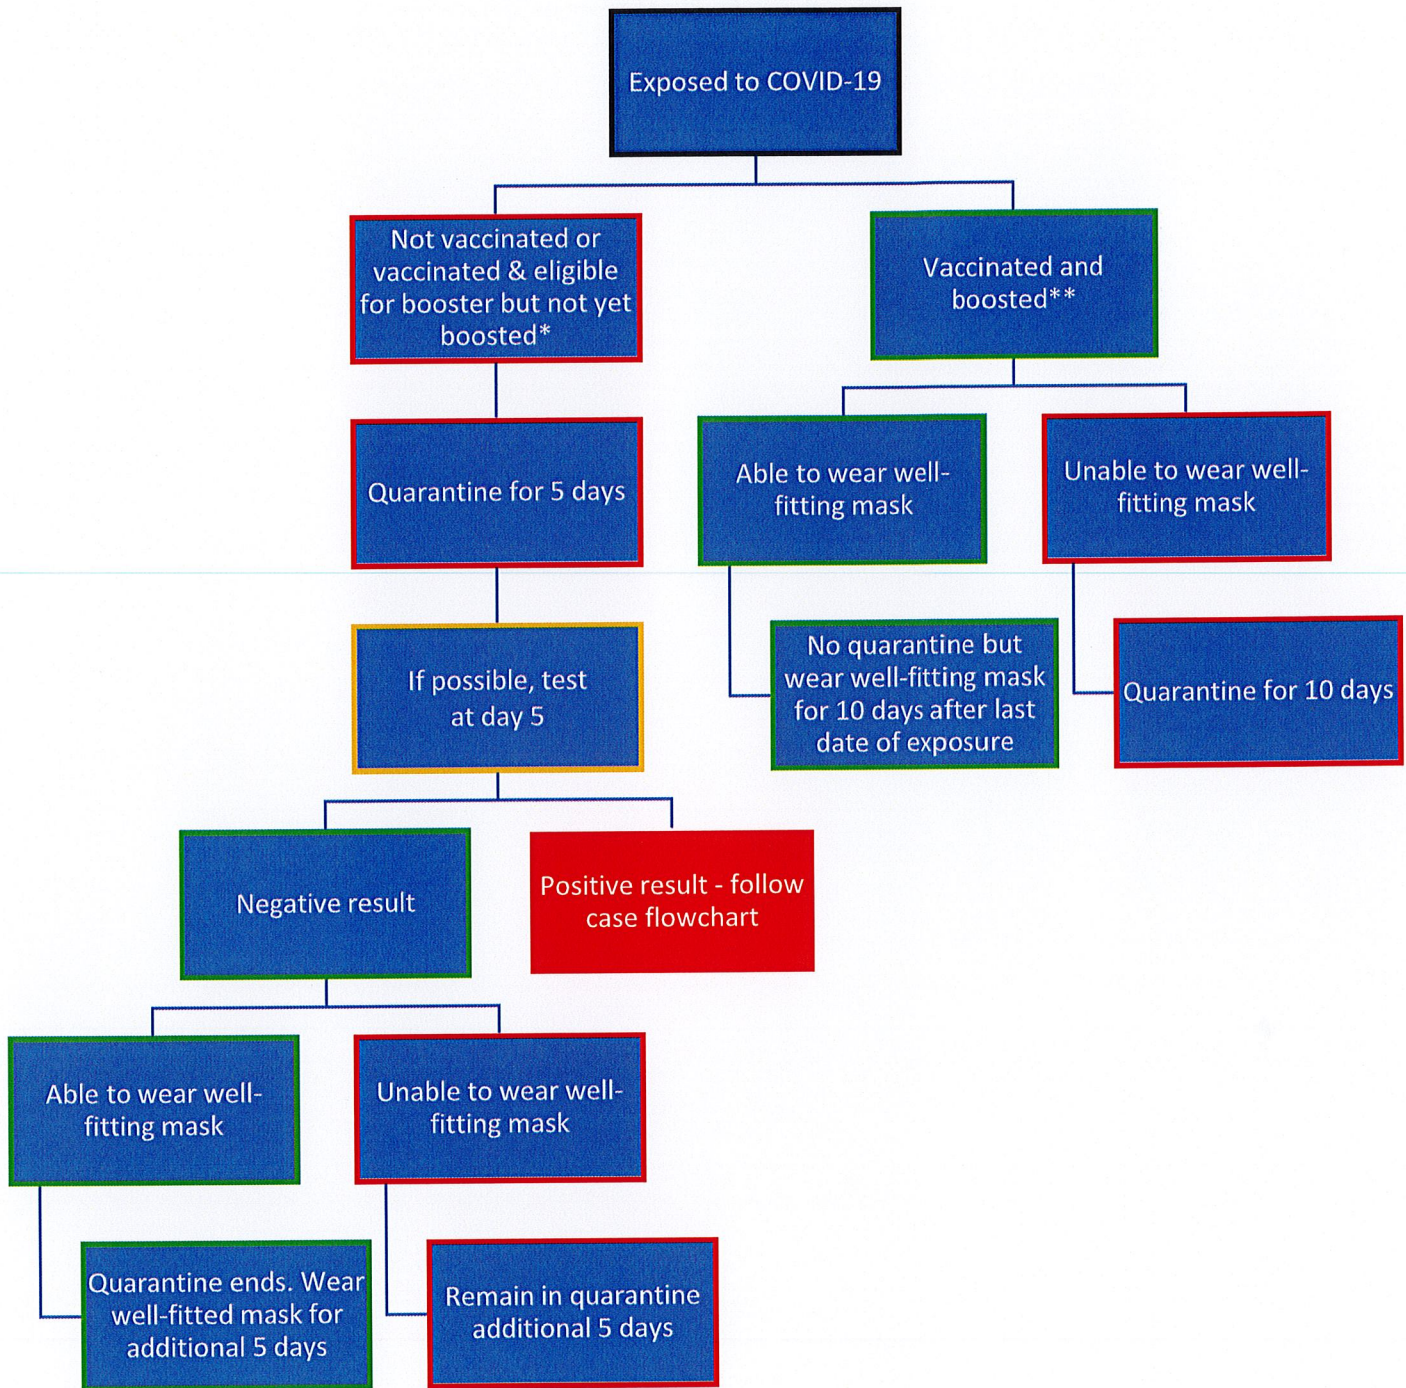 Exposed to COVID-19
Not vaccinated or
vaccinated & eligible
for booster but not yet
boosted*
Vaccinated and
boosted**
Quarantine for 5 days
Able to wear well-
fitting mask
Unable to wear well-
fitting mask
If possible, test
at day 5
No quarantine but
wear well-fitting mask
for 10 days after last
date of exposure
Quarantine for 10 days
Negative result
Positive result - follow
case flowchart
Able to wear well-
fitting mask
Unable to wear well-
fitting mask
Quarantine ends. Wear
well-fitted mask for
additional 5 days
Remain in quarantine
additional 5 days